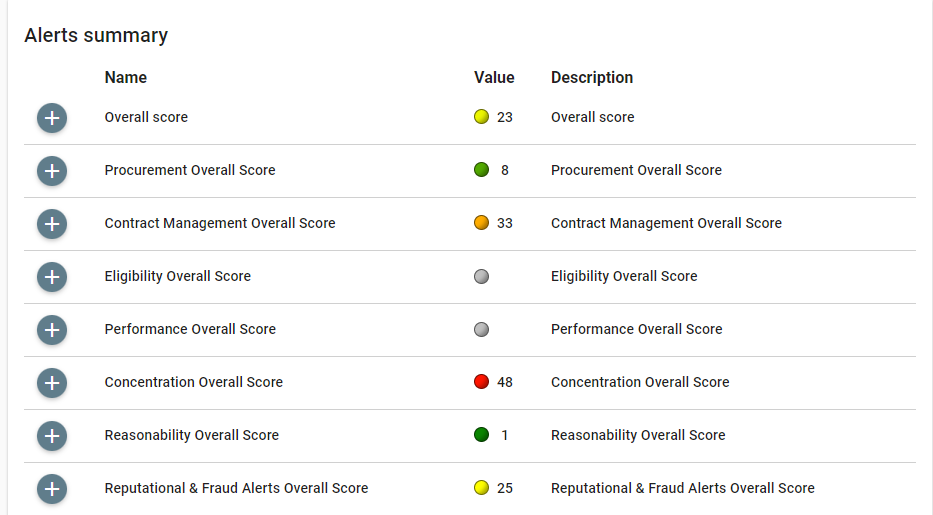 Alerts summary
Name Value Description
Overall score 23 Overall score
Procurement Overall Score 8 Procurement Overall Score
Contract Management Overall Score 33 Contract Management Overall Score
Eligibility Overall Score Eligibility Overall Score
Performance Overall Score Performance Overall Score
Concentration Overall Score 48 Concentration Overall Score
Reasonability Overall Score 1 Reasonability Overall Score
Reputational & Fraud Alerts Overall Score 25 Reputational & Fraud Alerts Overall Score